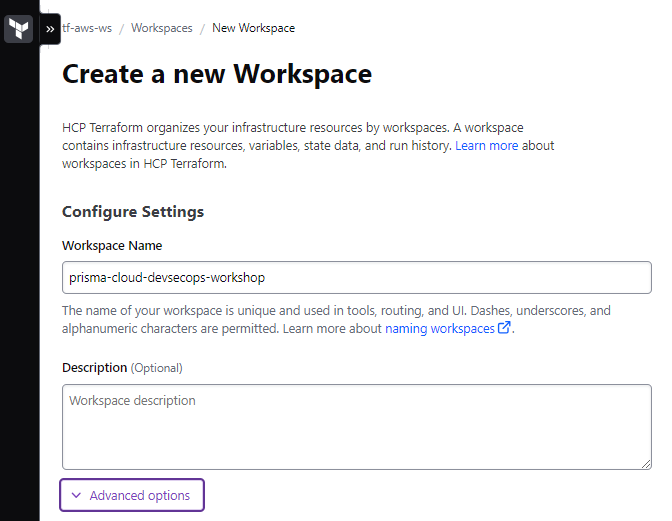 tf-aws-ws / Workspaces / New Workspace
Create a new Workspace
HCP Terraform organizes your infrastructure resources by workspaces. A workspace
contains infrastructure resources, variables, state data, and run history. Learn more about
workspaces in HCP Terraform.
Configure Settings
Workspace Name
prisma-cloud-devsecops-workshop
The name of your workspace is unique and used in tools, routing, and UI. Dashes, underscores, and
alphanumeric characters are permitted. Learn more about naming workspaces.
Description (Optional)
Workspace description
Advanced options